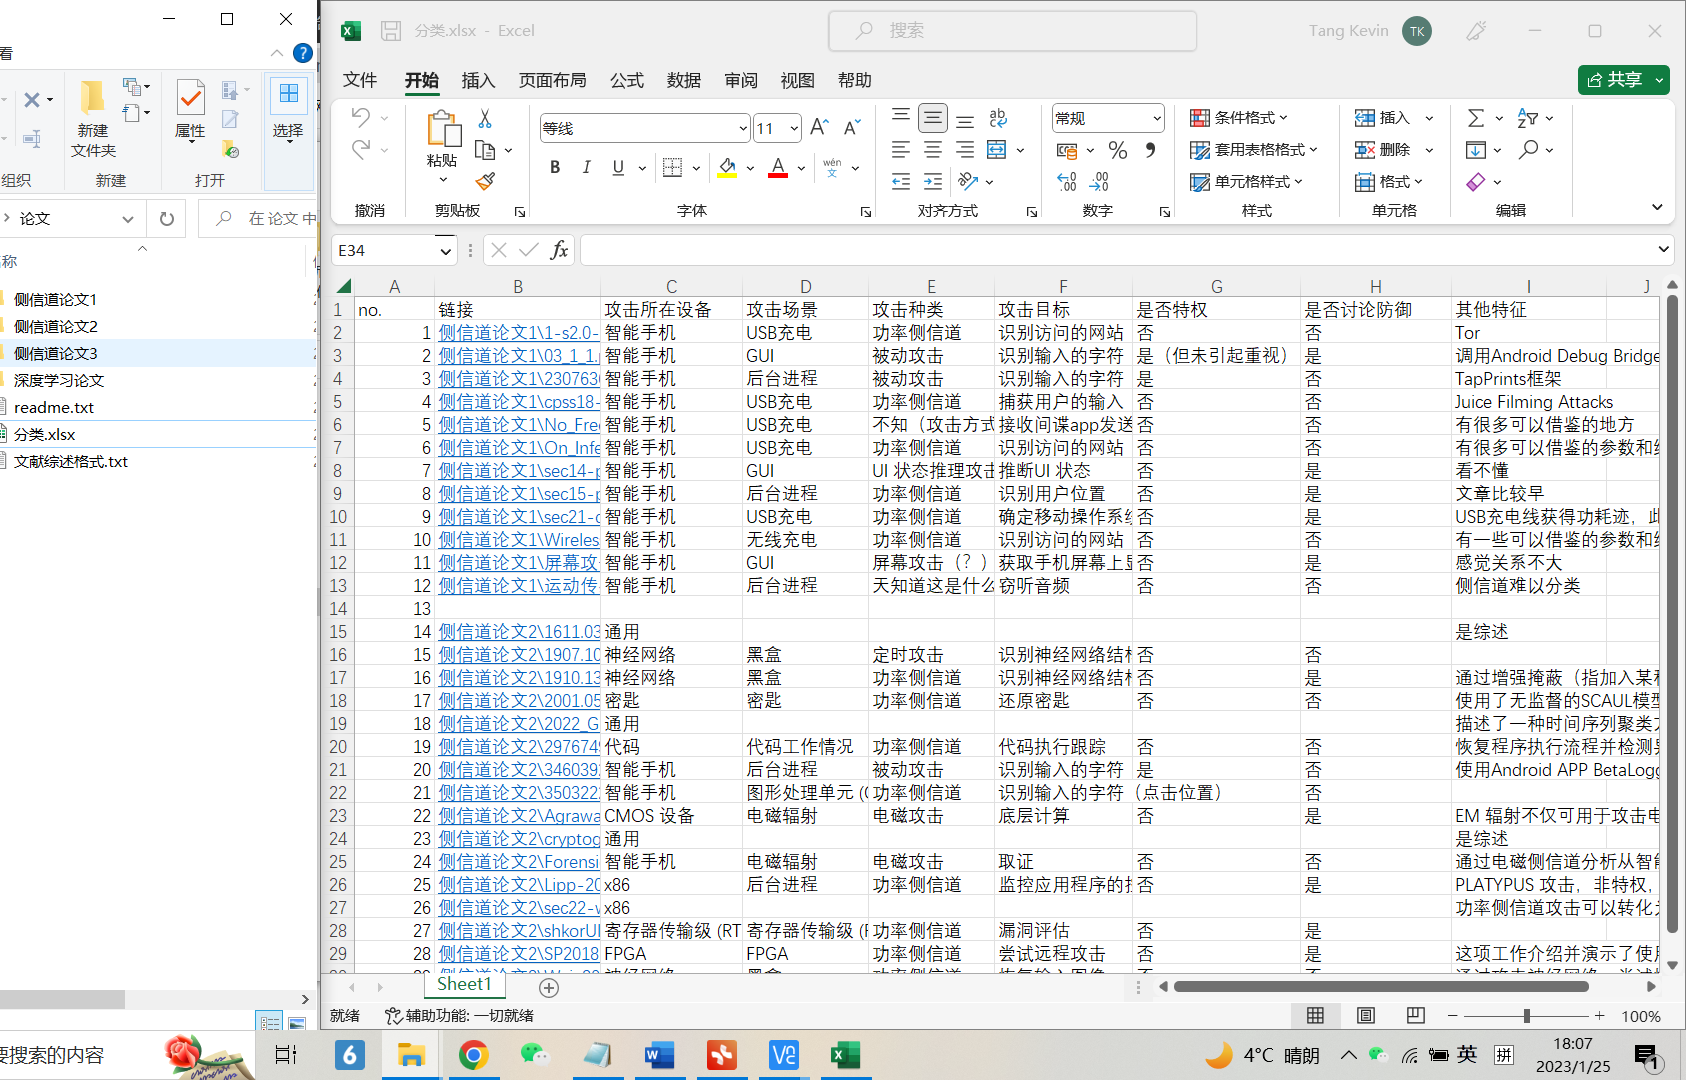 看
组织
新建
文件夹
新建
属性
打开
选择
论文
在 论文 中
称
侧信道论文1
侧信道论文2
侧信道论文3
深度学习论文
readme.txt
分类.xlsx
文献综述格式.txt
分类.xlsx - Excel
搜索
Tang Kevin
TK
文件 开始 插入 页面布局 公式 数据 审阅 视图 帮助
共享
粘贴
等线
11
B I U
wén
文
常规
条件格式
套用表格格式
单元格样式
插入
删除
格式
撤消 剪贴板 字体 对齐方式 数字 样式 单元格 编辑
E34
fx
A B C D E F G H I J
1 no. 链接 攻击所在设备 攻击场景 攻击种类 攻击目标 是否特权 是否讨论防御 其他特征
2 1 侧信道论文1\1-s2.0- 智能手机 USB充电 功率侧信道 识别访问的网站 否 否 Tor
3 2 侧信道论文1\03_1_1. 智能手机 GUI 被动攻击 识别输入的字符 是（但未引起重视） 是 调用Android Debug Bridge
4 3 侧信道论文1\230763 智能手机 后台进程 被动攻击 识别输入的字符 是 否 TapPrints框架
5 4 侧信道论文1\cpss18- 智能手机 USB充电 功率侧信道 捕获用户的输入 否 否 Juice Filming Attacks
6 5 侧信道论文1\No_Fre 智能手机 USB充电 不知（攻击方式 接收间谍app发送 否 否 有很多可以借鉴的地方
7 6 侧信道论文1\On_Infe 智能手机 USB充电 功率侧信道 识别访问的网站 否 否 有很多可以借鉴的参数和
8 7 侧信道论文1\sec14-p 智能手机 GUI UI 状态推理攻击 推断UI 状态 否 是 看不懂
9 8 侧信道论文1\sec15-p 智能手机 后台进程 功率侧信道 识别用户位置 否 是 文章比较早
10 9 侧信道论文1\sec21-c 智能手机 USB充电 功率侧信道 确定移动操作系统 否 是 USB充电线获得功耗迹，此
11 10 侧信道论文1\Wireles 智能手机 无线充电 功率侧信道 识别访问的网站 否 否 有一些可以借鉴的参数和
12 11 侧信道论文1\屏幕攻 智能手机 GUI 屏幕攻击（？） 获取手机屏幕上显 否 是 感觉关系不大
13 12 侧信道论文1\运动传 智能手机 后台进程 天知道这是什么 窃听音频 否 否 侧信道难以分类
14 13
15 14 侧信道论文2\1611.03 通用 是综述
16 15 侧信道论文2\1907.10 神经网络 黑盒 定时攻击 识别神经网络结构 否 否
17 16 侧信道论文2\1910.13 神经网络 黑盒 功率侧信道 识别神经网络结构 否 是 通过增强掩蔽（指加入某种
18 17 侧信道论文2\2001.05 密匙 密匙 功率侧信道 还原密匙 否 否 使用了无监督的SCAUL模型
19 18 侧信道论文2\2022_G 通用 描述了一种时间序列聚类
20 19 侧信道论文2\297674 代码 代码工作情况 功率侧信道 代码执行跟踪 否 否 恢复程序执行流程并检测
21 20 侧信道论文2\346039 智能手机 后台进程 被动攻击 识别输入的字符 是 否 使用Android APP BetaLogg
22 21 侧信道论文2\350322 智能手机 图形处理单元 ( 功率侧信道 识别输入的字符（点击位置） 否
23 22 侧信道论文2\Agrawa CMOS 设备 电磁辐射 电磁攻击 底层计算 否 是 EM 辐射不仅可用于攻击电
24 23 侧信道论文2\cryptog 通用 是综述
25 24 侧信道论文2\Forensi 智能手机 电磁辐射 电磁攻击 取证 否 否 通过电磁侧信道分析从智能
26 25 侧信道论文2\Lipp-20 x86 后台进程 功率侧信道 监控应用程序的 否 是 PLATYPUS 攻击，非特权，
27 26 侧信道论文2\sec22-w x86 功率侧信道攻击可以转化
28 27 侧信道论文2\shkorUI 寄存器传输级 (RT 寄存器传输级 ( 功率侧信道 漏洞评估 否 是
29 28 侧信道论文2\SP2018 FPGA FPGA 功率侧信道 尝试远程攻击 否 是 这项工作介绍并演示了使
Sheet1
就绪 辅助功能: 一切就绪
100%
要搜索的内容
4°C 晴朗
英
拼
18:07
2023/1/25
1